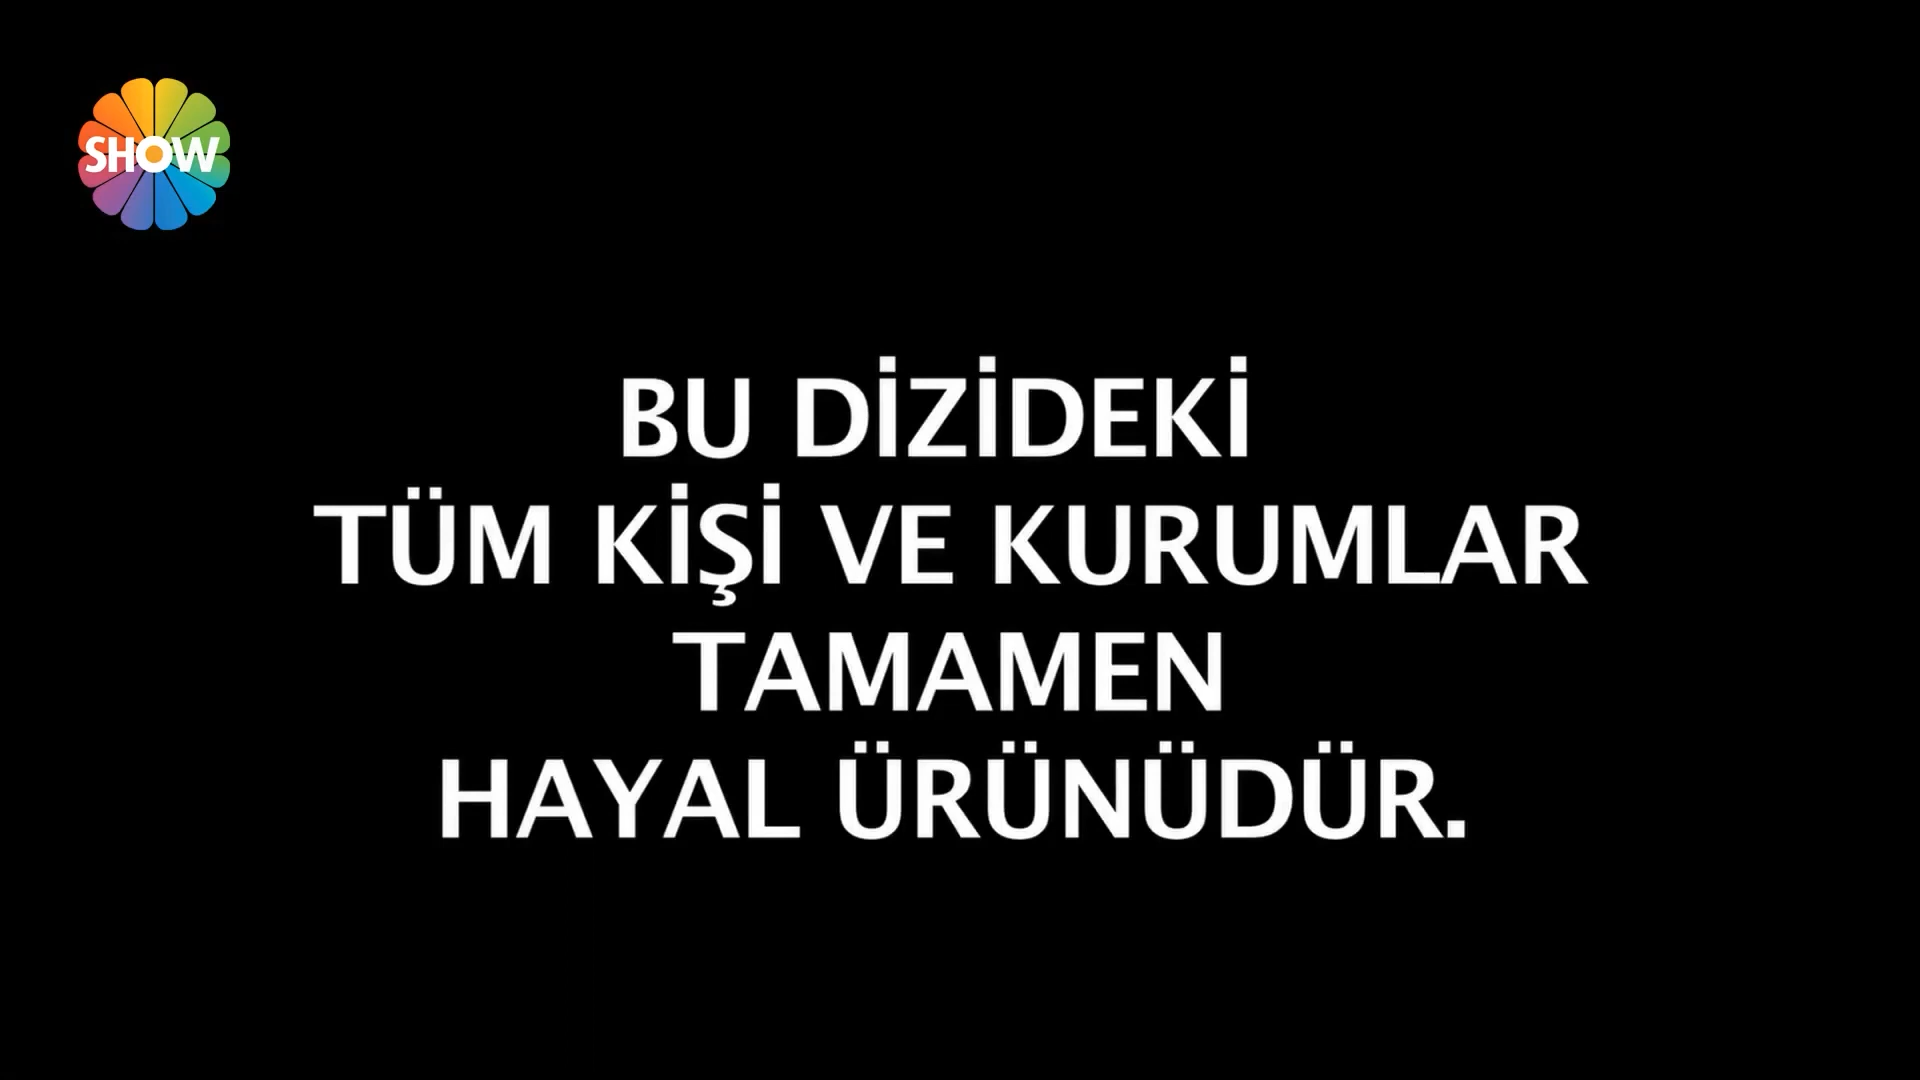 SHOW
BU DİZİDEKİ
TÜM KİŞİ VE KURUMLAR
TAMAMEN
HAYAL ÜRÜNÜDÜR.